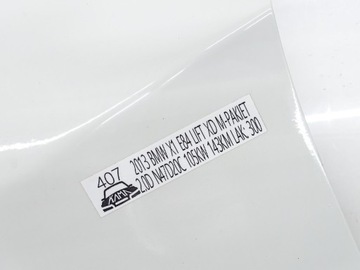 407
2013 BMW X1 E84 LIFT XD M-PAKIET
2.0D N47D20C 105KW 143KM LAK: 300